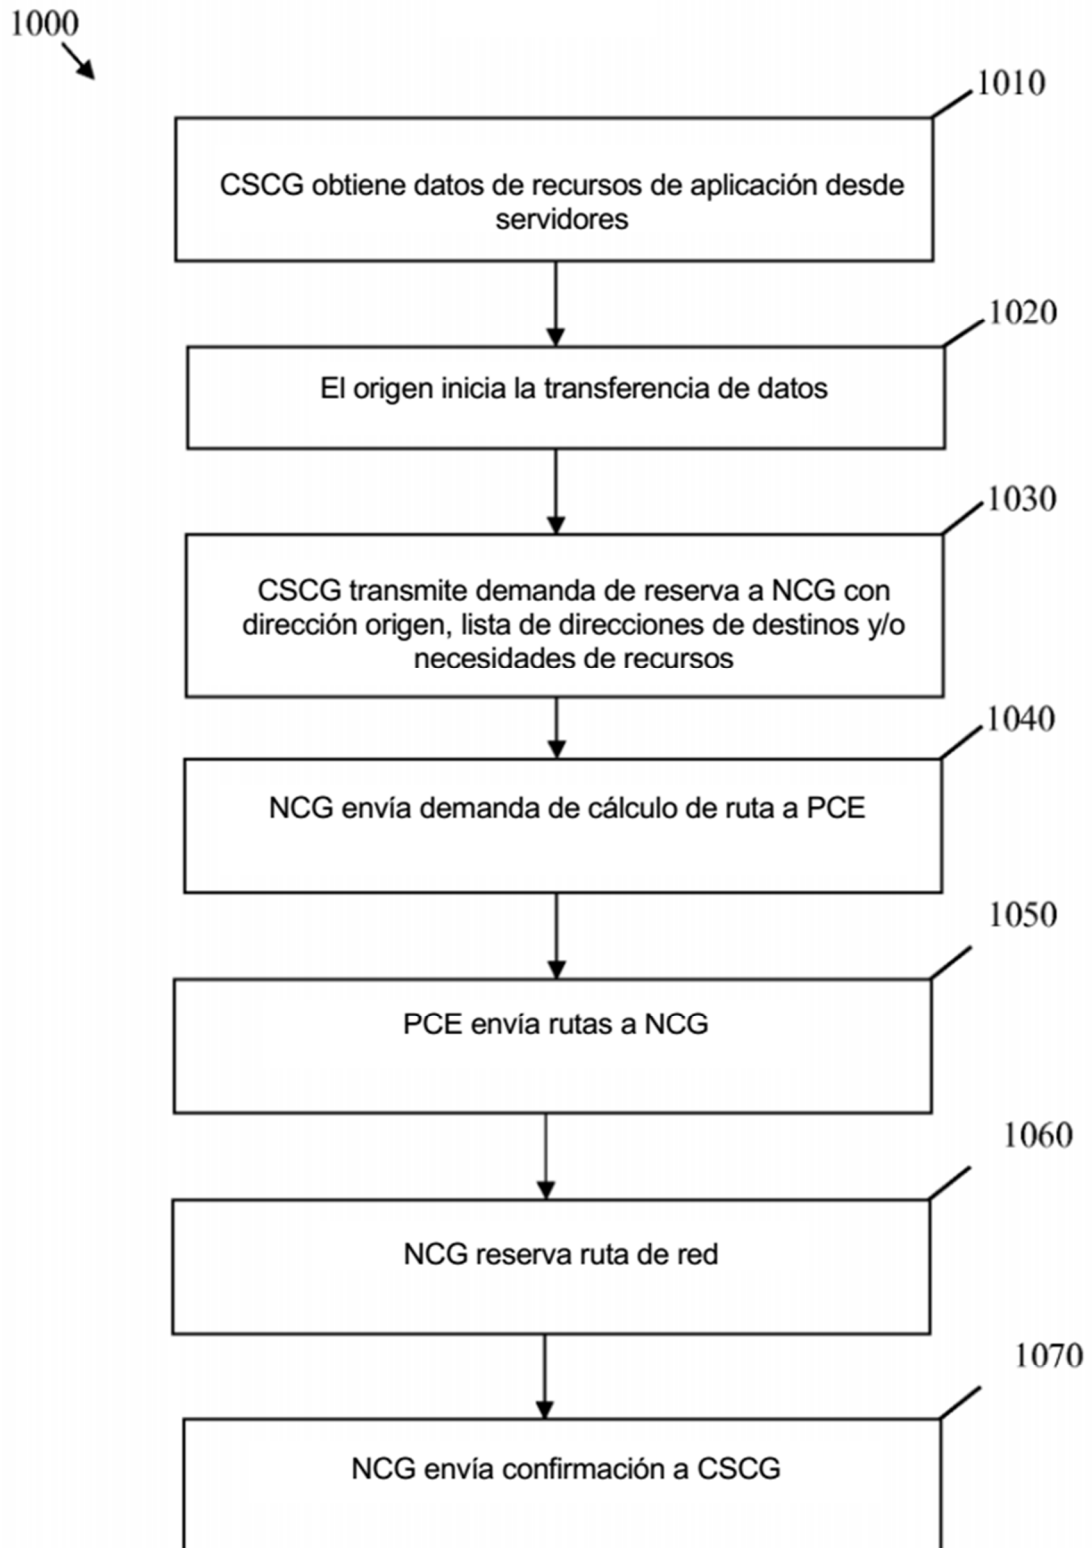 1000
1010
CSCG obtiene datos de recursos de aplicación desde
servidores
1020
El origen inicia la transferencia de datos
1030
CSCG transmite demanda de reserva a NCG con
dirección origen, lista de direcciones de destinos y/o
necesidades de recursos
1040
NCG envía demanda de cálculo de ruta a PCE
1050
PCE envía rutas a NCG
1060
NCG reserva ruta de red
1070
NCG envía confirmación a CSCG